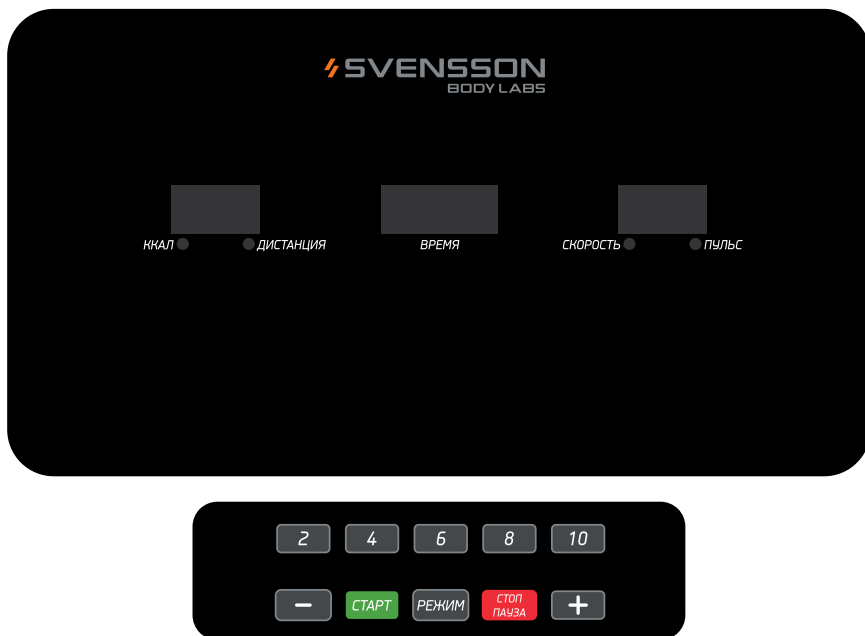 SVENSSON
BODY LABS
ККАЛ ДИСТАНЦИЯ ВРЕМЯ СКОРОСТЬ ПУЛЬС
2 4 6 8 10
− СТАРТ РЕЖИМ СТОП ПАУЗА +